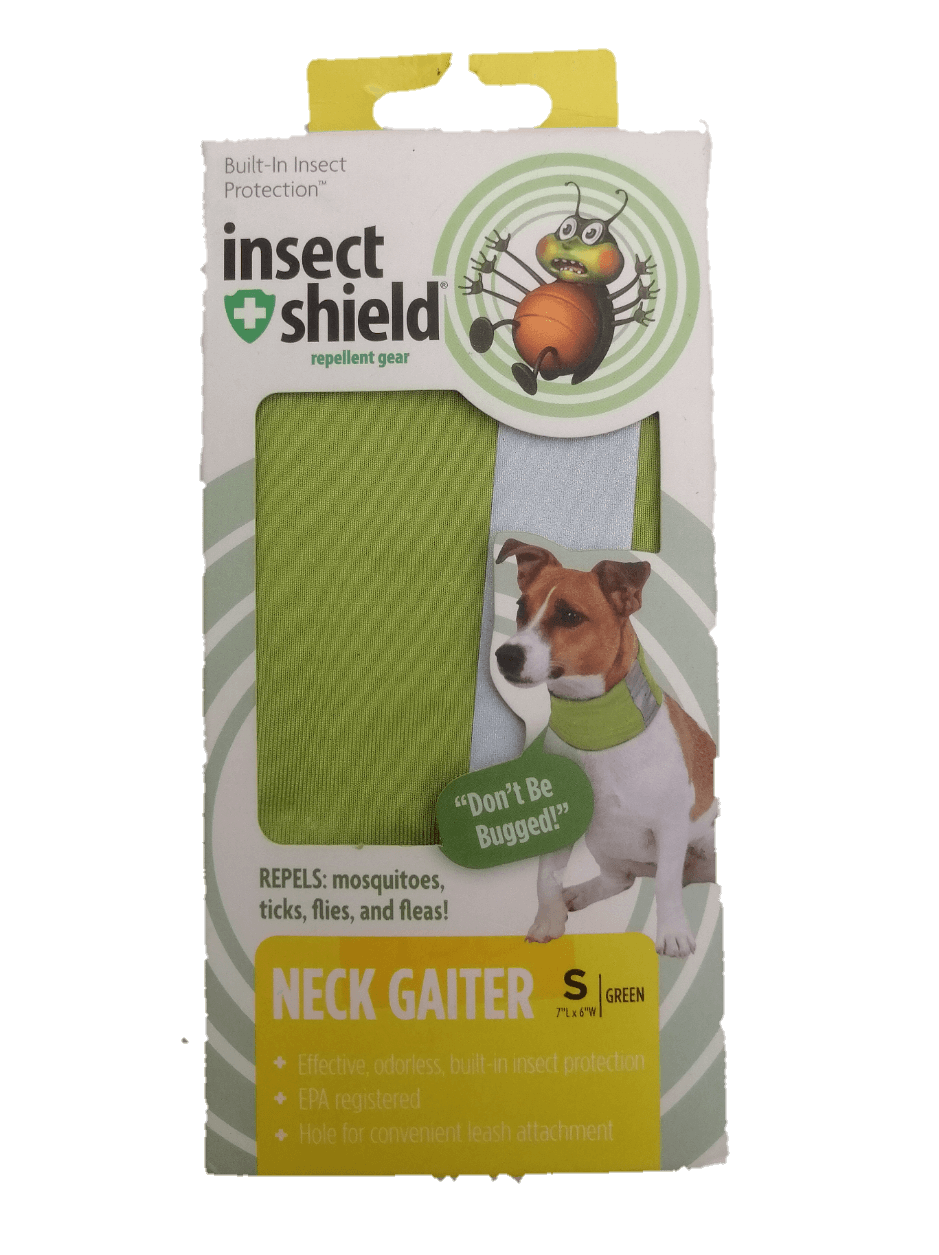 Built-In Insect
Protection™
insect
shield®
repellent gear
"Don't Be
Bugged!"
REPELS: mosquitoes,
ticks, flies, and fleas!
NECK GAITER
S
7"L x 6"W
GREEN
Effective, odorless, built-in insect protection
EPA registered
Hole for convenient leash attachment